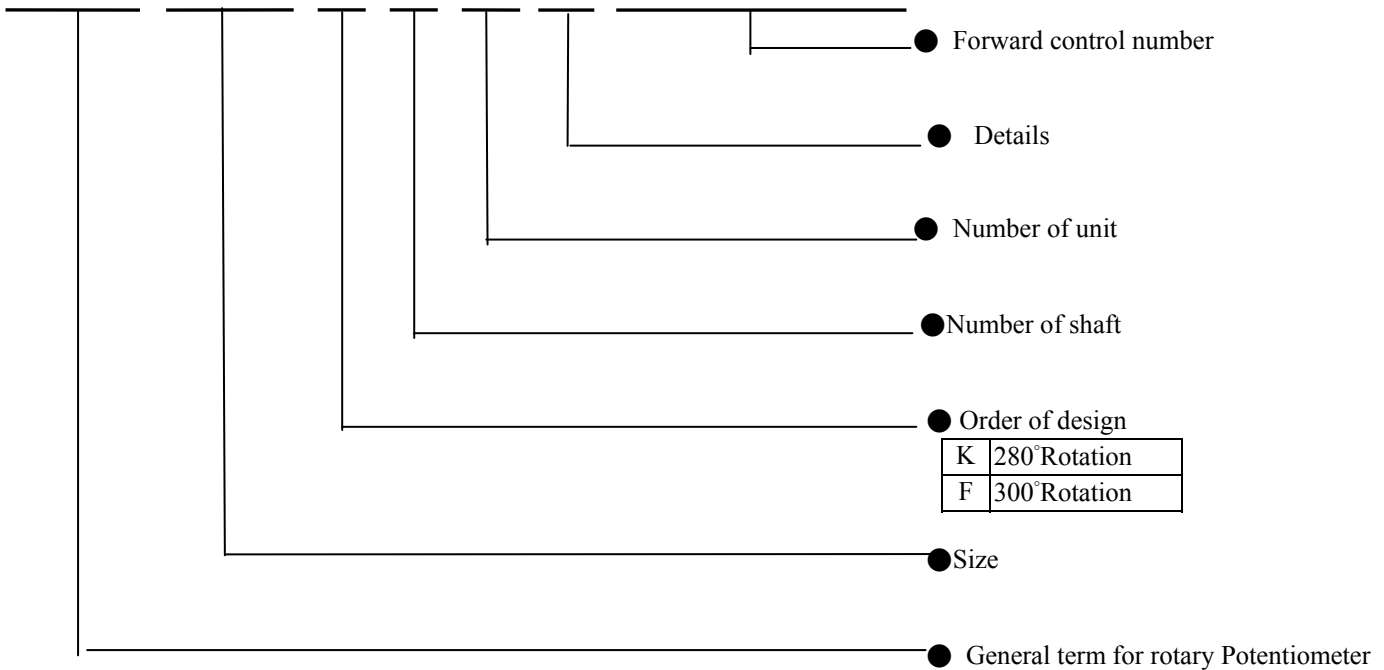 ● Forward control number
● Details
● Number of unit
●Number of shaft
● Order of design
K 280°Rotation
F 300°Rotation
●Size
● General term for rotary Potentiometer